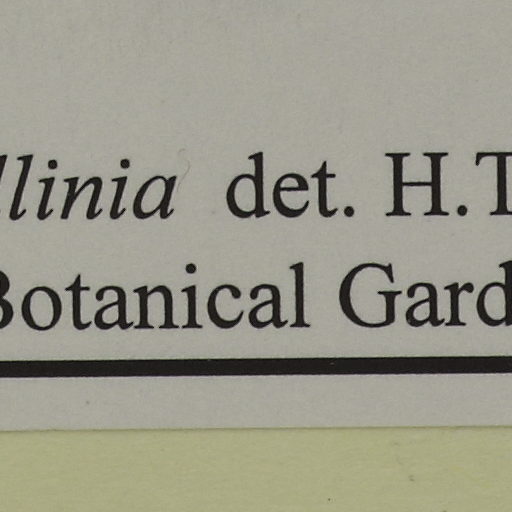 llinia det. H.T
Botanical Gard